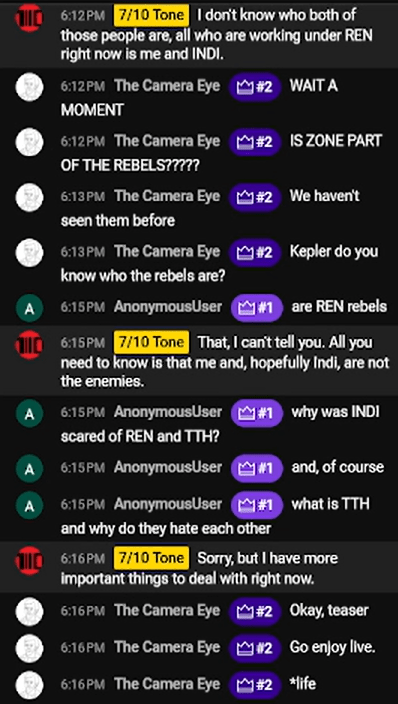 6:12 PM 7/10 Tone I don't know who both of
those people are, all who are working under REN
right now is me and INDI.
6:12 PM The Camera Eye #2 WAIT A
MOMENT
6:12 PM The Camera Eye #2 IS ZONE PART
OF THE REBELS?????
6:13 PM The Camera Eye #2 We haven't
seen them before
6:13 PM The Camera Eye #2 Kepler do you
know who the rebels are?
A 6:15 PM AnonymousUser #1 are REN rebels
6:15 PM 7/10 Tone That, I can't tell you. All you
need to know is that me and, hopefully Indi, are not
the enemies.
A 6:15 PM AnonymousUser #1 why was INDI
scared of REN and TTH?
A 6:15 PM AnonymousUser #1 and, of course
A 6:15 PM AnonymousUser #1 what is TTH
and why do they hate each other
6:16 PM 7/10 Tone Sorry, but I have more
important things to deal with right now.
6:16 PM The Camera Eye #2 Okay, teaser
6:16 PM The Camera Eye #2 Go enjoy live.
6:16 PM The Camera Eye #2 *life